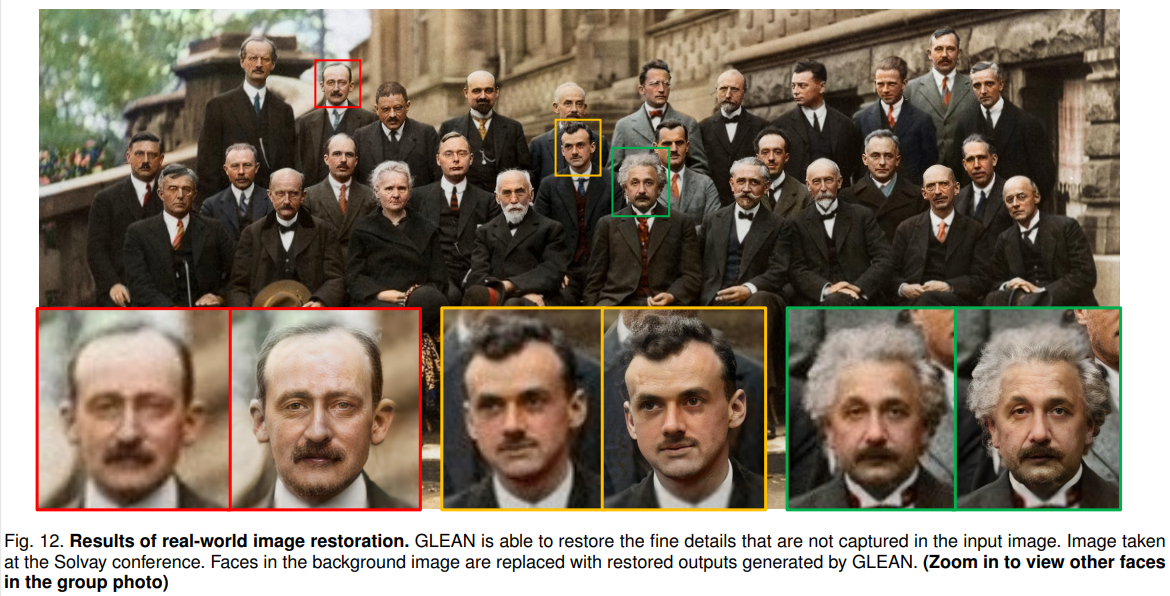 Fig. 12. Results of real-world image restoration. GLEAN is able to restore the fine details that are not captured in the input image. Image taken
at the Solvay conference. Faces in the background image are replaced with restored outputs generated by GLEAN. (Zoom in to view other faces
in the group photo)